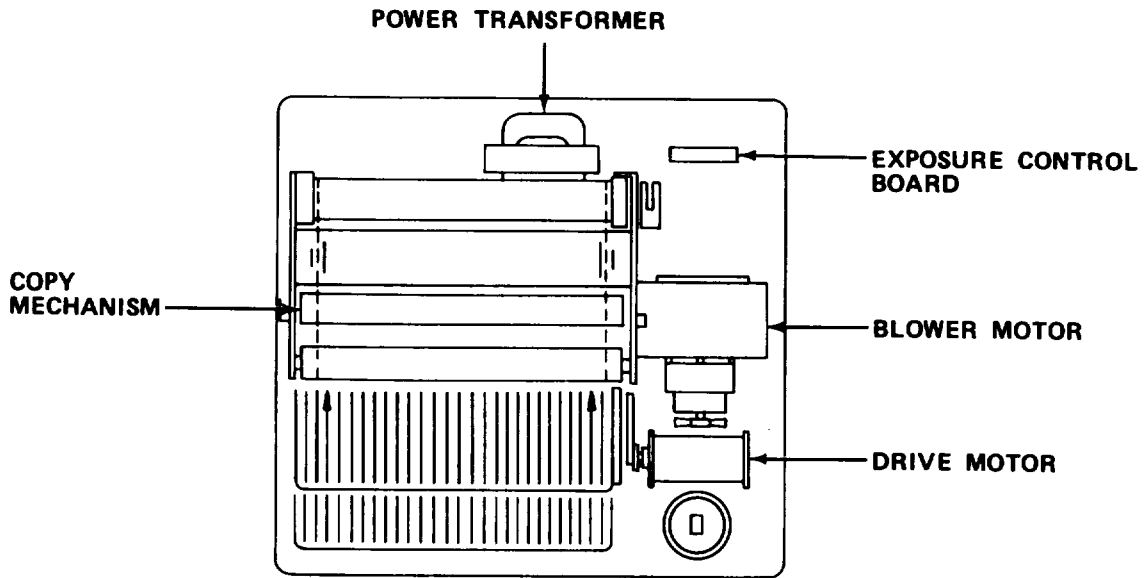 POWER TRANSFORMER
EXPOSURE CONTROL
BOARD
COPY
MECHANISM
BLOWER MOTOR
DRIVE MOTOR